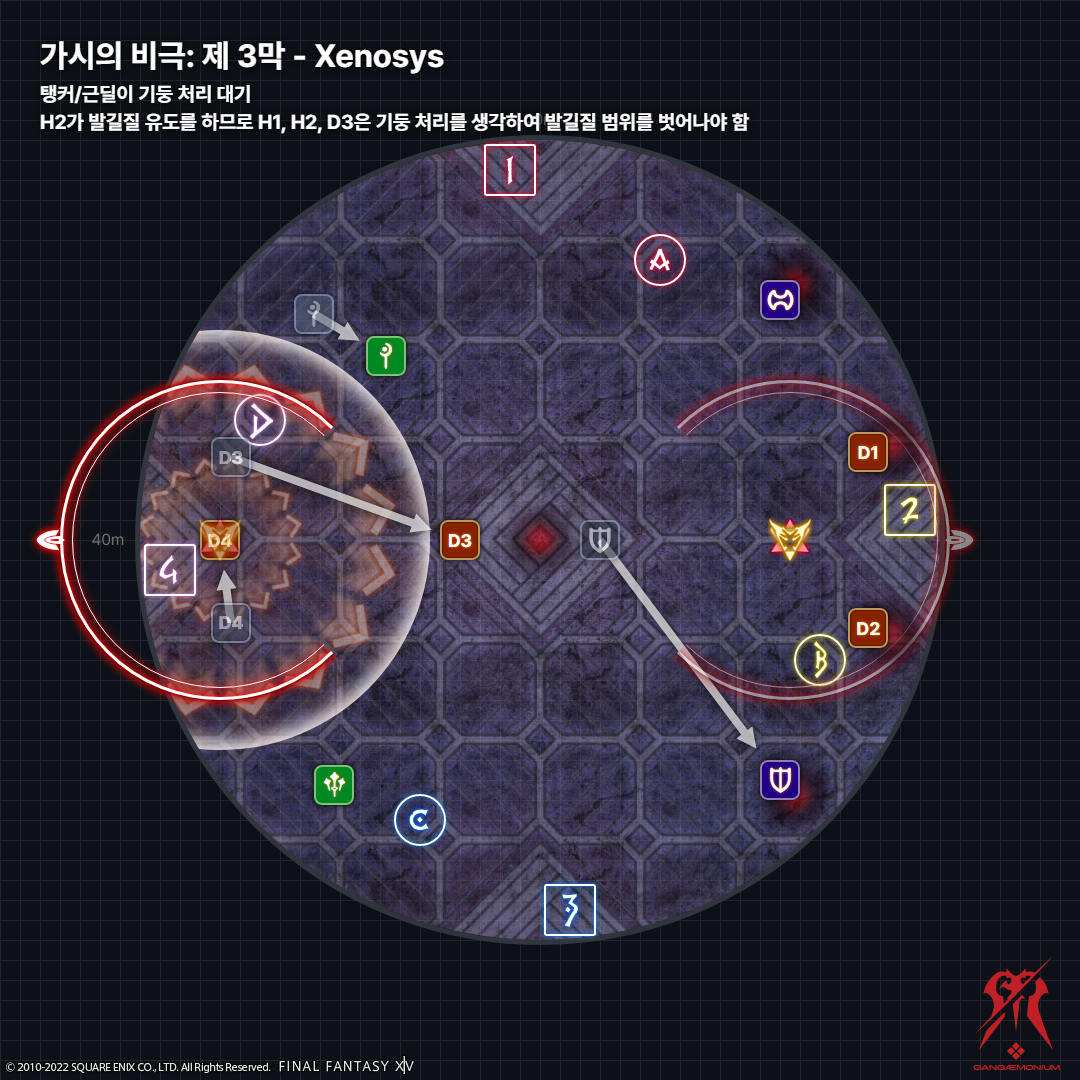 가시의 비극: 제 3막 - Xenosys
탱커/근딜이 기둥 처리 대기
H2가 발길질 유도를 하므로 H1, H2, D3은 기둥 처리를 생각하여 발길질 범위를 벗어나야 함
1
A
D
D3
D1
2
40m
D4
D3
4
D4
D2
B
C
3
© 2010-2022 SQUARE ENIX CO., LTD. All Rights Reserved. FINAL FANTASY XIV
GANGÆMONIUM